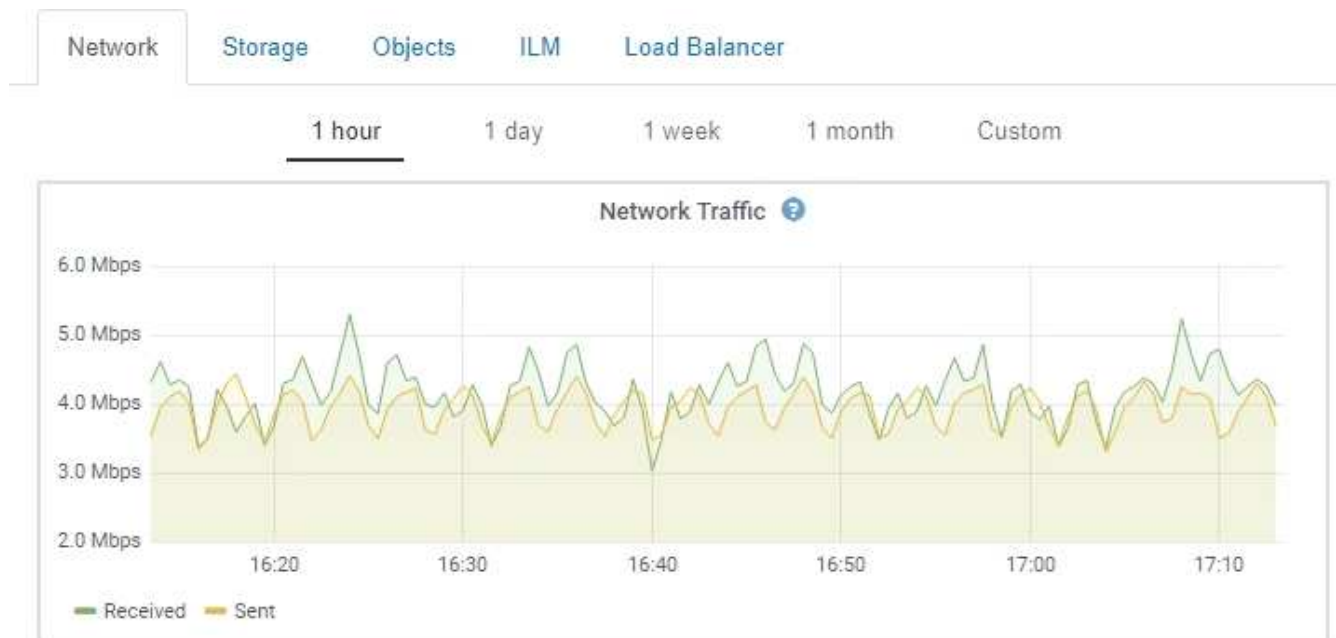 Network Storage Objects ILM Load Balancer
1 hour 1 day 1 week 1 month Custom
Network Traffic ?
6.0 Mbps
5.0 Mbps
4.0 Mbps
3.0 Mbps
2.0 Mbps
16:20 16:30 16:40 16:50 17:00 17:10
Received Sent